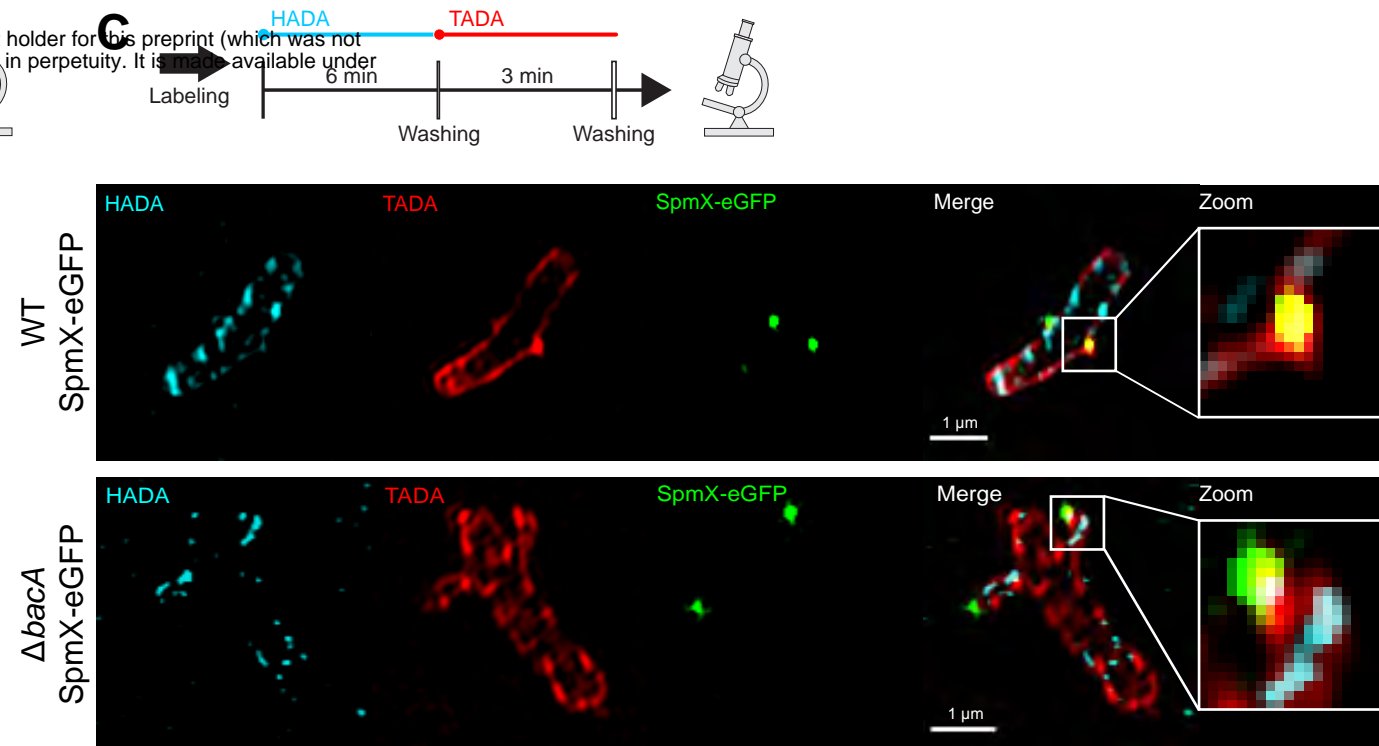 C
HADA TADA
holder for this preprint (which was not
in perpetuity. It is made available under
6 min 3 min
Labeling
Washing Washing
WT
SpmX-eGFP
HADA TADA SpmX-eGFP Merge Zoom
1 µm
ΔbacA
SpmX-eGFP
HADA TADA SpmX-eGFP Merge Zoom
1 µm